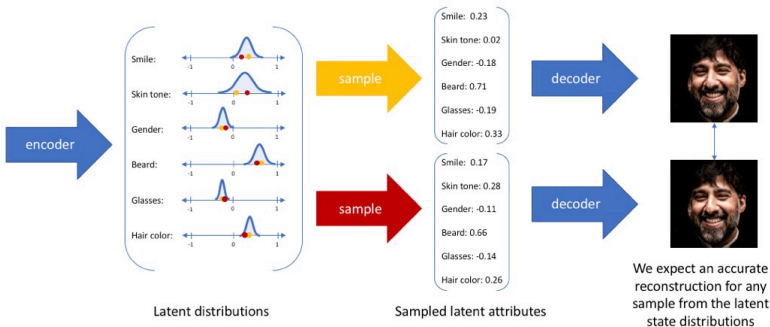 encoder
Smile:
-1 0 1
Skin tone:
-1 0 1
Gender:
-1 0 1
Beard:
-1 0 1
Glasses:
-1 0 1
Hair color:
-1 0 1
Latent distributions
sample
Smile: 0.23
Skin tone: 0.02
Gender: -0.18
Beard: 0.71
Glasses: -0.19
Hair color: 0.33
decoder
sample
Smile: 0.17
Skin tone: 0.28
Gender: -0.11
Beard: 0.66
Glasses: -0.14
Hair color: 0.26
decoder
Sampled latent attributes
We expect an accurate
reconstruction for any
sample from the latent
state distributions